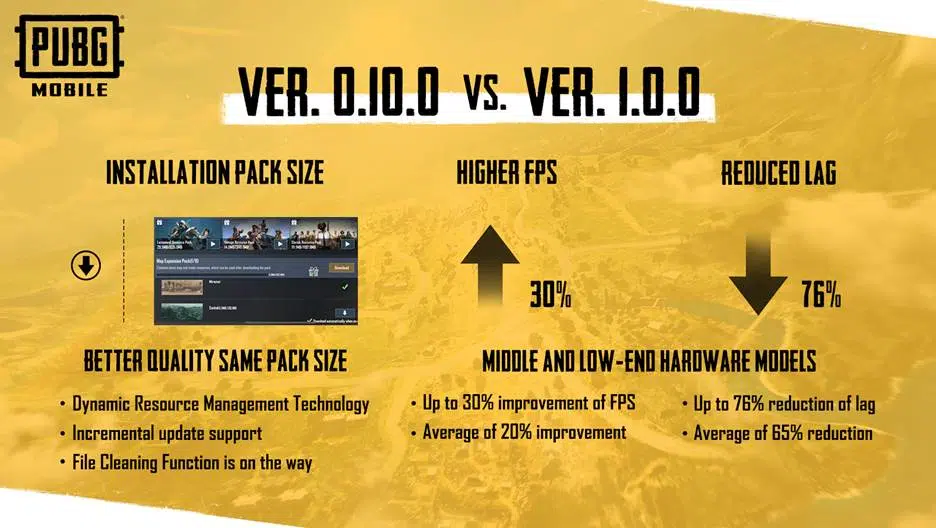 PUBG
MOBILE
VER. 0.10.0 VS. VER. 1.0.0
INSTALLATION PACK SIZE
HIGHER FPS
REDUCED LAG
Map Expansion Pack(1/6)
Download
Miramar
30%
76%
BETTER QUALITY SAME PACK SIZE
• Dynamic Resource Management Technology
• Incremental update support
• File Cleaning Function is on the way
MIDDLE AND LOW-END HARDWARE MODELS
• Up to 30% improvement of FPS
• Average of 20% improvement
• Up to 76% reduction of lag
• Average of 65% reduction